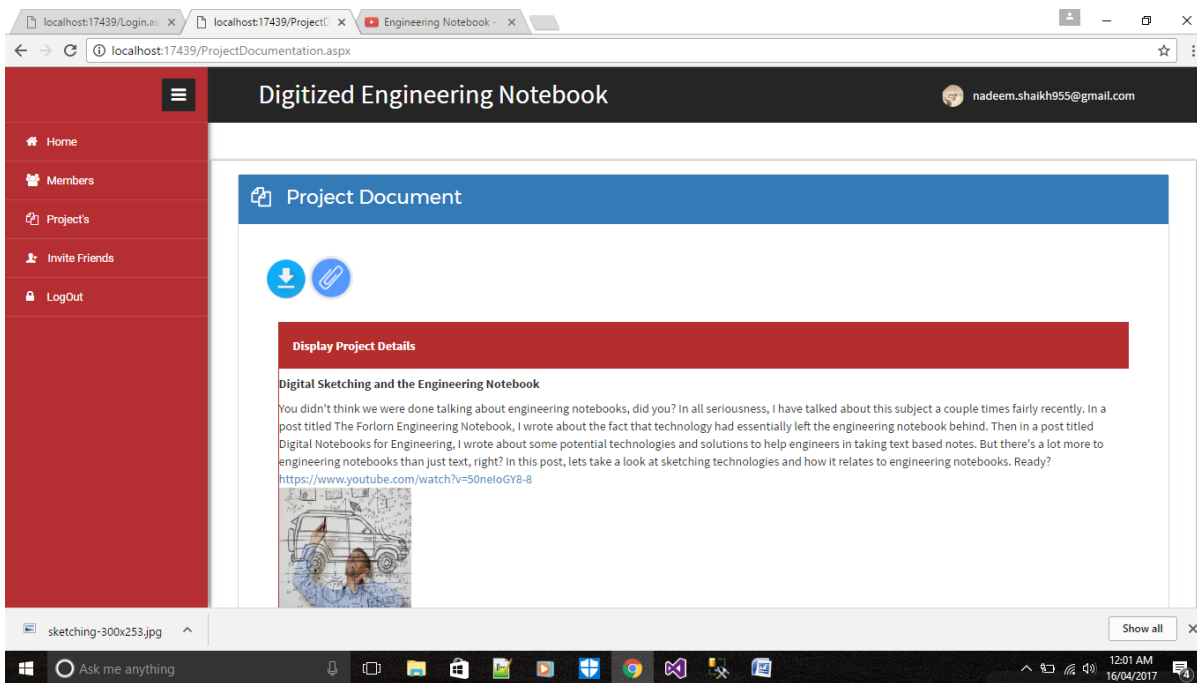 localhost:17439/Login.as
localhost:17439/ProjectD
Engineering Notebook -
localhost:17439/ProjectDocumentation.aspx
Digitized Engineering Notebook
nadeem.shaikh955@gmail.com
Home
Members
Project's
Invite Friends
LogOut
Project Document
Display Project Details
Digital Sketching and the Engineering Notebook
You didn't think we were done talking about engineering notebooks, did you? In all seriousness, I have talked about this subject a couple times fairly recently. In a
post titled The Forlorn Engineering Notebook, I wrote about the fact that technology had essentially left the engineering notebook behind. Then in a post titled
Digital Notebooks for Engineering, I wrote about some potential technologies and solutions to help engineers in taking text based notes. But there's a lot more to
engineering notebooks than just text, right? In this post, lets take a look at sketching technologies and how it relates to engineering notebooks. Ready?
https://www.youtube.com/watch?v=50neIoGY8-8
sketching-300x253.jpg
Show all
Ask me anything
12:01 AM
16/04/2017
4